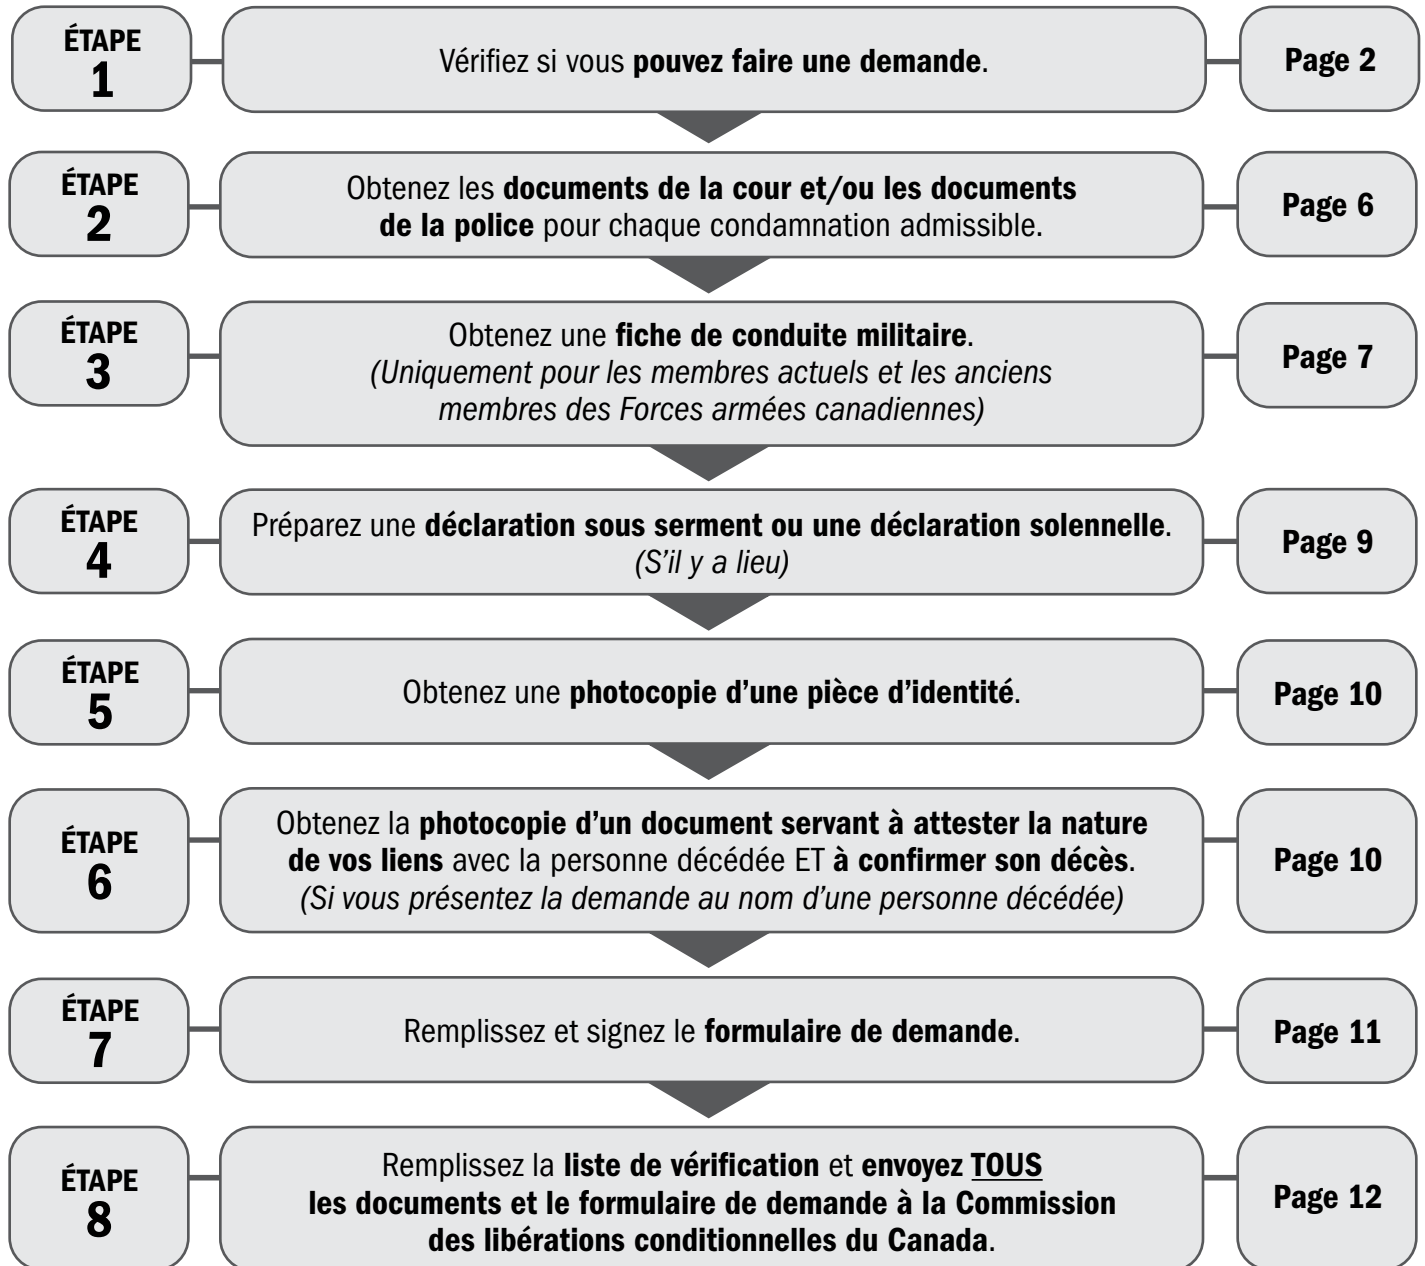 ÉTAPE
1
Vérifiez si vous pouvez faire une demande.
Page 2
ÉTAPE
2
Obtenez les documents de la cour et/ou les documents
de la police pour chaque condamnation admissible.
Page 6
ÉTAPE
3
Obtenez une fiche de conduite militaire.
(Uniquement pour les membres actuels et les anciens
membres des Forces armées canadiennes)
Page 7
ÉTAPE
4
Préparez une déclaration sous serment ou une déclaration solennelle.
(S’il y a lieu)
Page 9
ÉTAPE
5
Obtenez une photocopie d’une pièce d’identité.
Page 10
ÉTAPE
6
Obtenez la photocopie d’un document servant à attester la nature
de vos liens avec la personne décédée ET à confirmer son décès.
(Si vous présentez la demande au nom d’une personne décédée)
Page 10
ÉTAPE
7
Remplissez et signez le formulaire de demande.
Page 11
ÉTAPE
8
Remplissez la liste de vérification et envoyez TOUS
les documents et le formulaire de demande à la Commission
des libérations conditionnelles du Canada.
Page 12